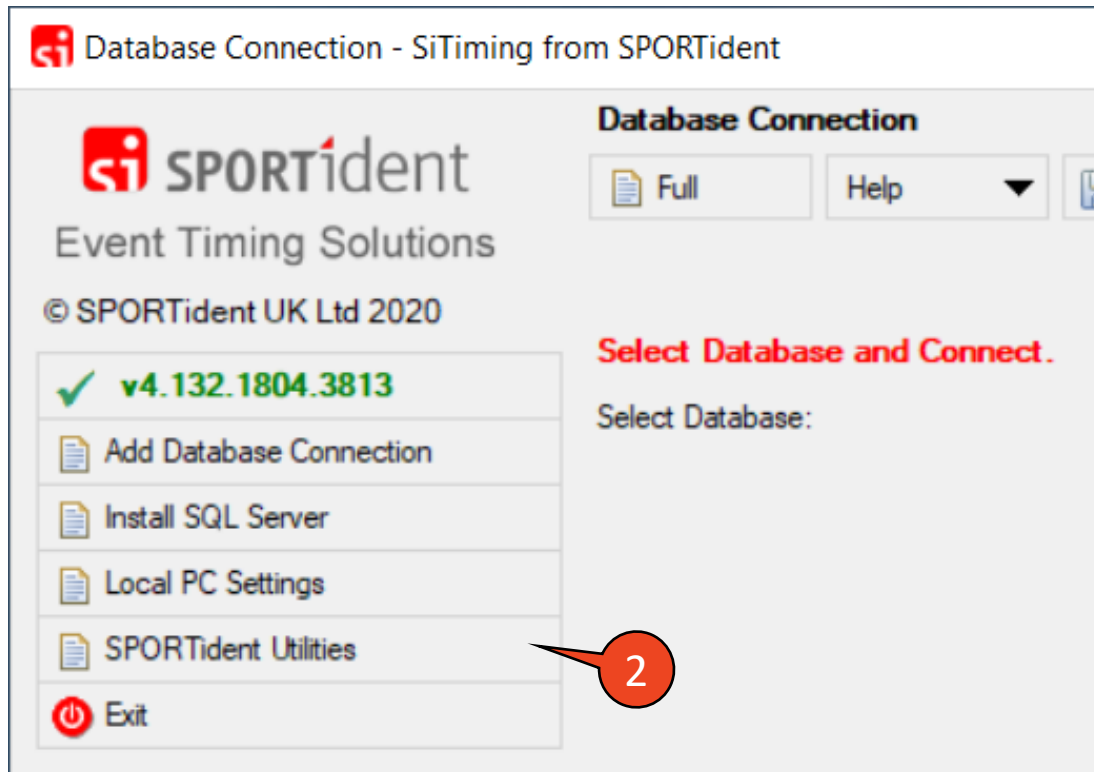 si Database Connection - SiTiming from SPORTident
si SPORTident
Event Timing Solutions
© SPORTident UK Ltd 2020
v4.132.1804.3813
Add Database Connection
Install SQL Server
Local PC Settings
SPORTident Utilities
Exit
Database Connection
Full
Help
Select Database and Connect.
Select Database:
2